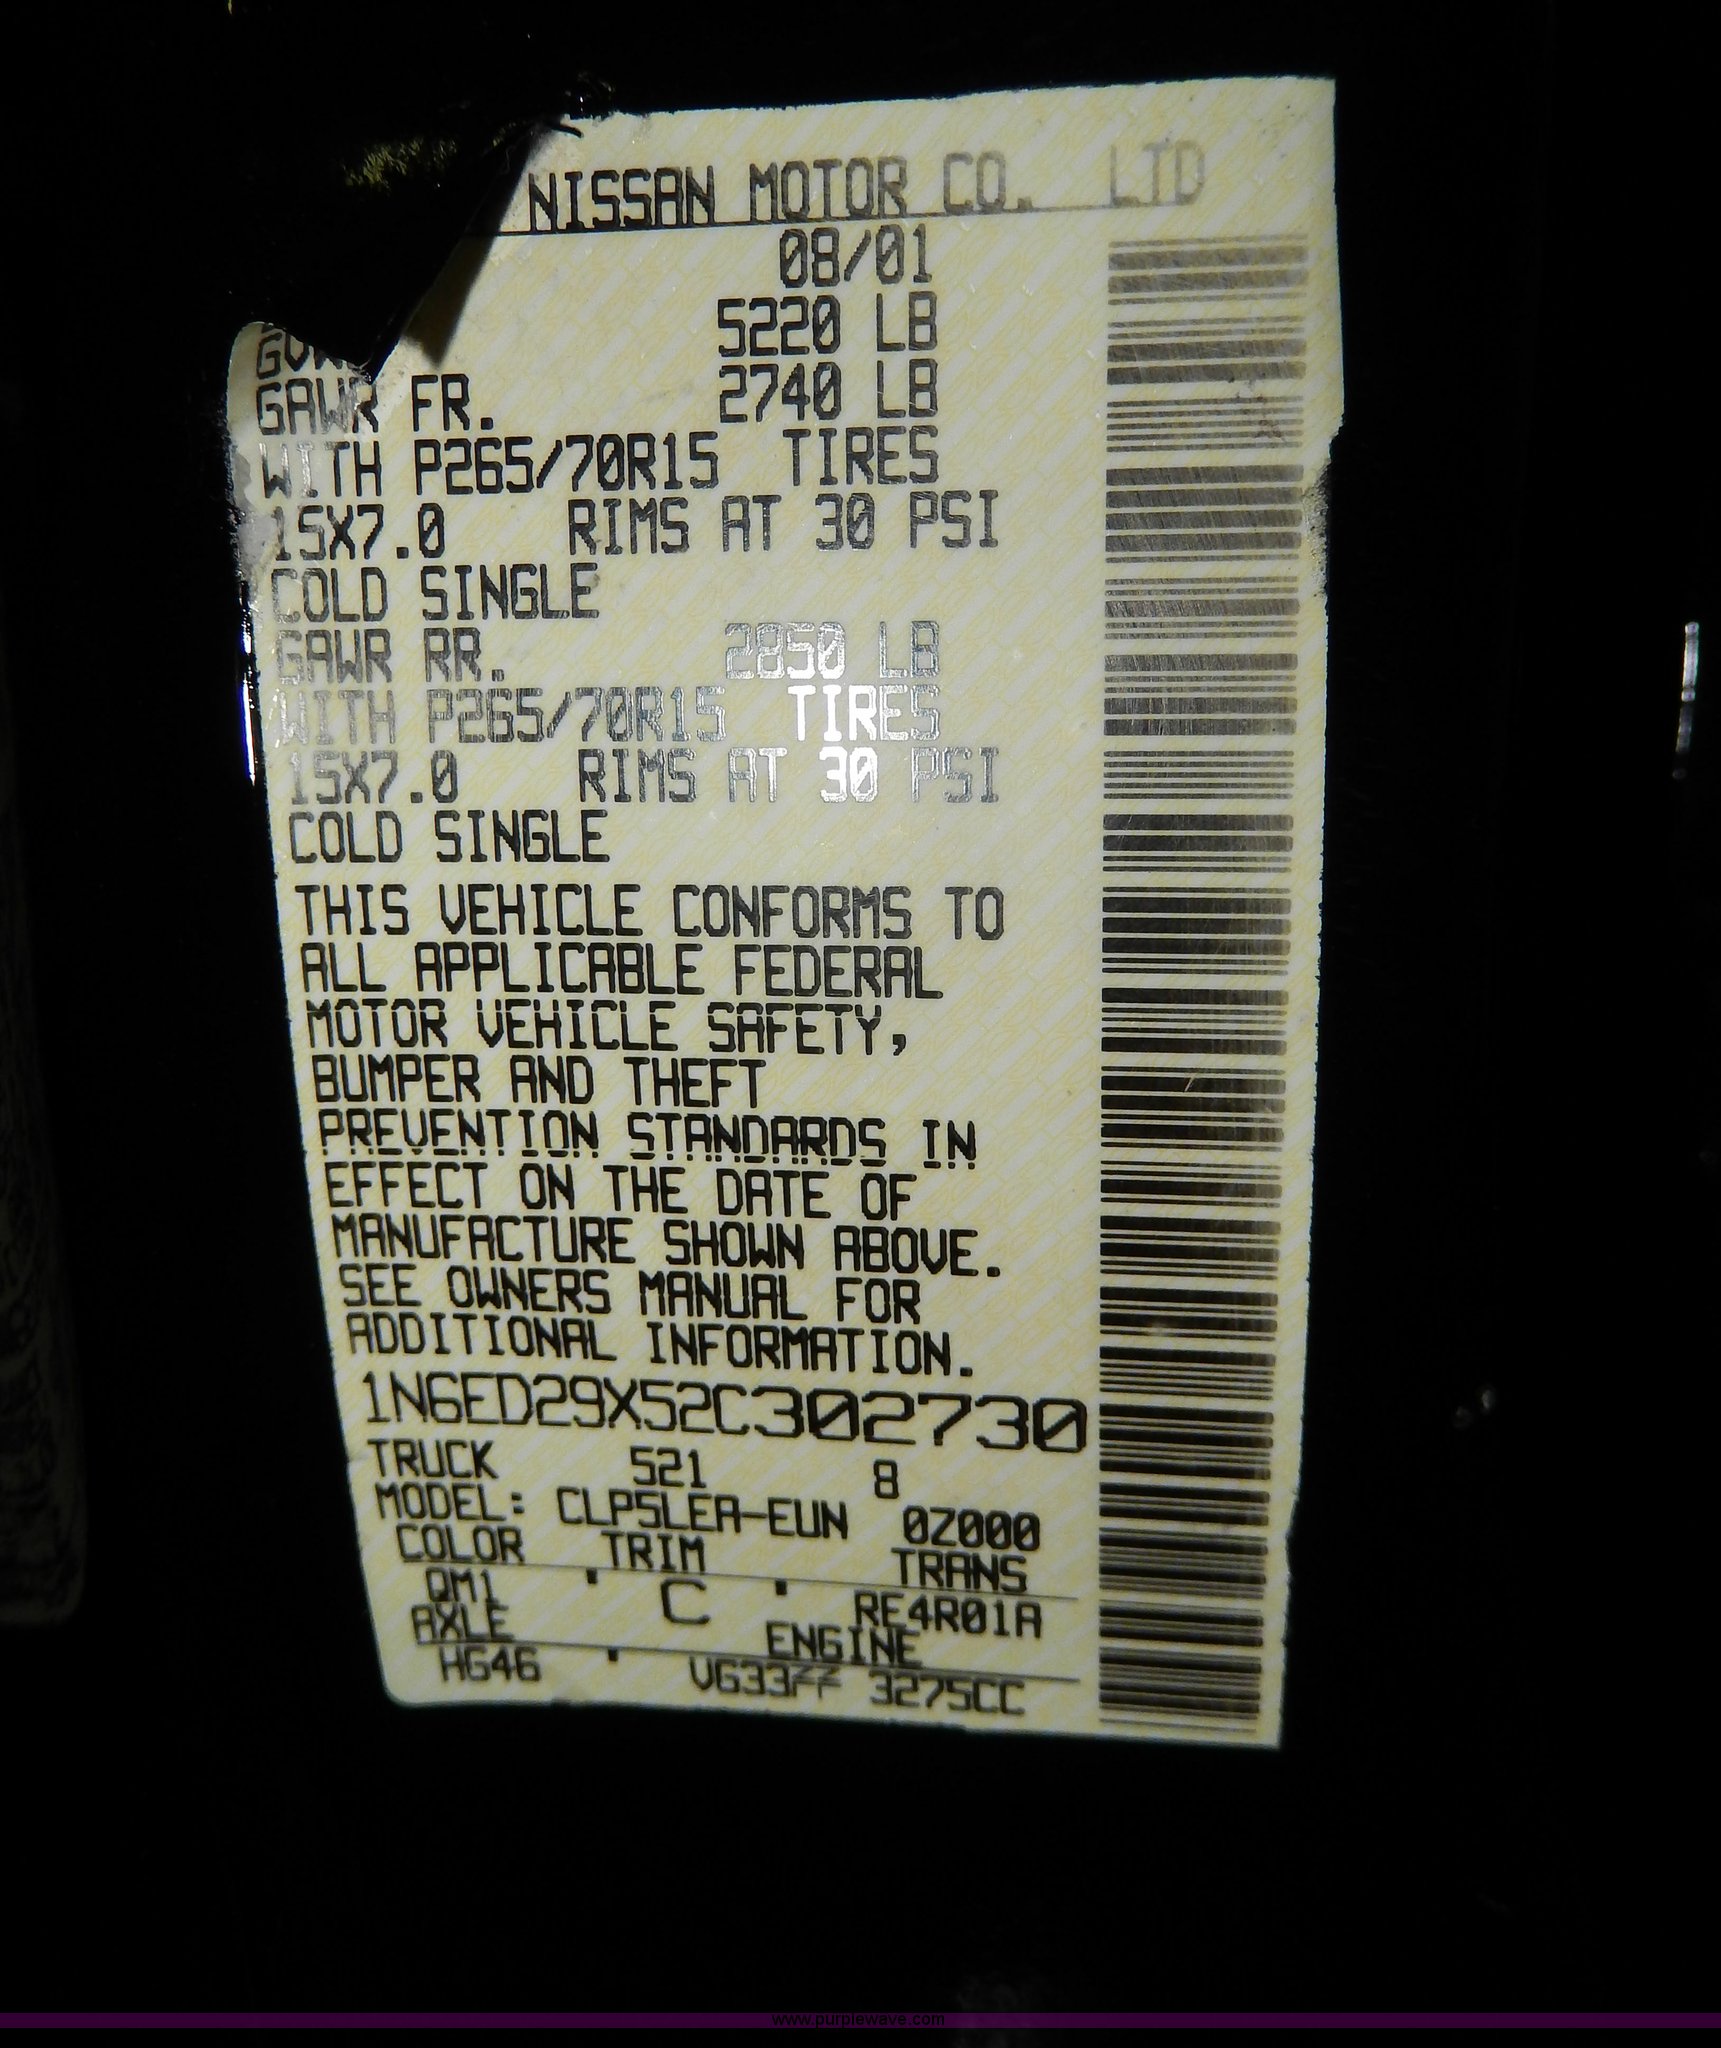 NISSAN MOTOR CO. LTD
08/01
5220 LB
GAWR FR. 2740 LB
WITH P265/70R15 TIRES
15X7.0 RIMS AT 30 PSI
COLD SINGLE
GAWR RR. 2850 LB
WITH P265/70R15 TIRES
15X7.0 RIMS AT 30 PSI
COLD SINGLE
THIS VEHICLE CONFORMS TO
ALL APPLICABLE FEDERAL
MOTOR VEHICLE SAFETY,
BUMPER AND THEFT
PREVENTION STANDARDS IN
EFFECT ON THE DATE OF
MANUFACTURE SHOWN ABOVE.
SEE OWNERS MANUAL FOR
ADDITIONAL INFORMATION.
1N6ED29X52C302730
TRUCK 521 8
MODEL: CLPSLEA-EUN 0Z000
COLOR TRIM TRANS
QM1 C RE4R01A
AXLE ENGINE
HG46 VG33 3275CC
www.purplewave.com